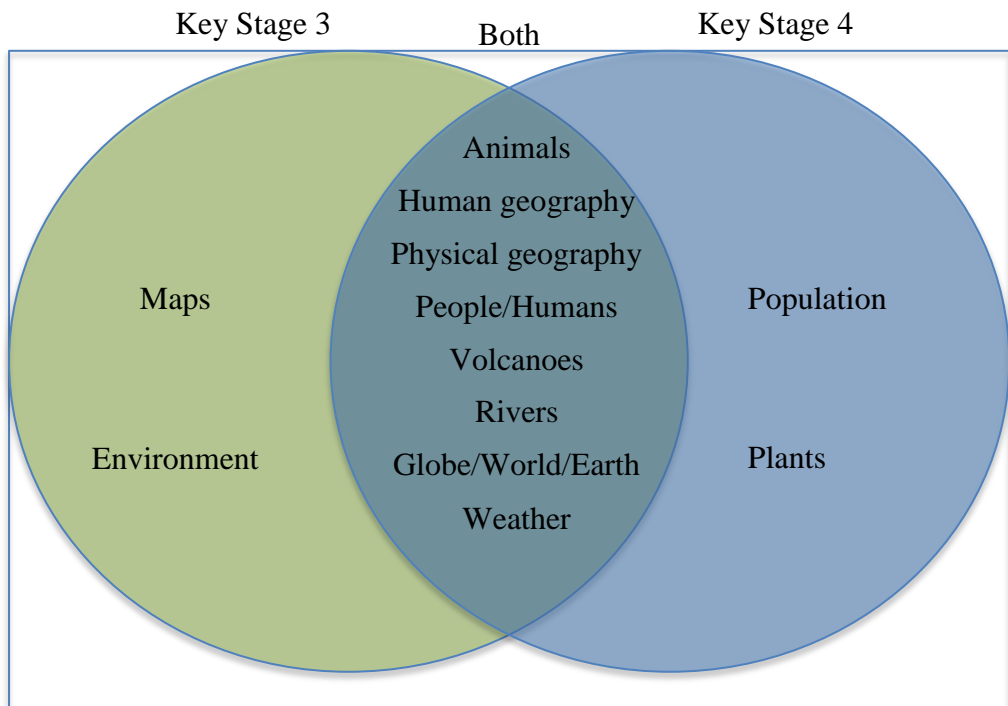 Key Stage 3
Both
Key Stage 4
Maps
Environment
Animals
Human geography
Physical geography
People/Humans
Volcanoes
Rivers
Globe/World/Earth
Weather
Population
Plants